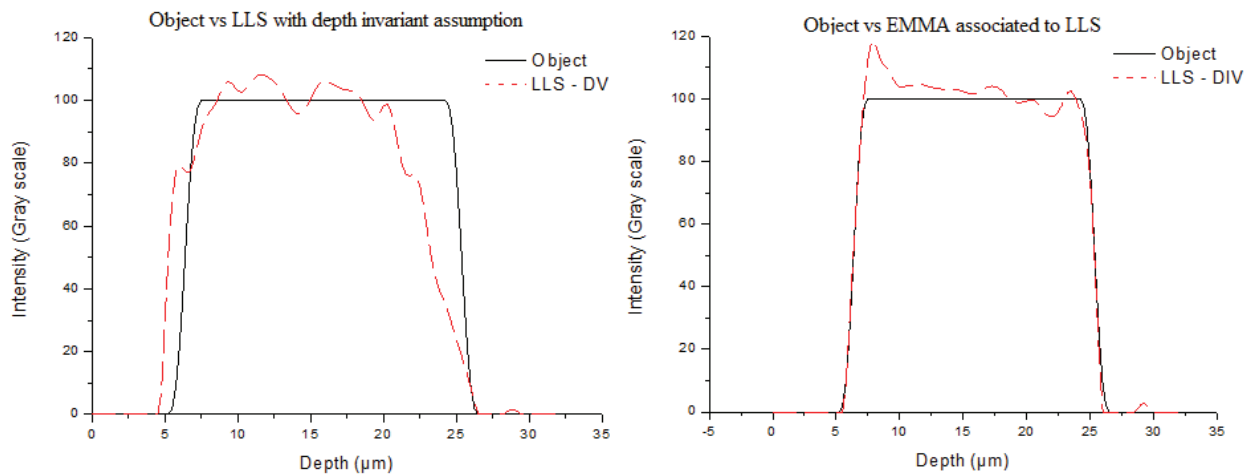 Object vs LLS with depth invariant assumption
120
100
80
60
40
20
0
0 5 10 15 20 25 30 35
Intensity (Gray scale)
Depth (µm)
Object
LLS - DV
Object vs EMMA associated to LLS
120
100
80
60
40
20
0
-5 0 5 10 15 20 25 30 35
Intensity (Gray scale)
Depth (µm)
Object
LLS - DIV